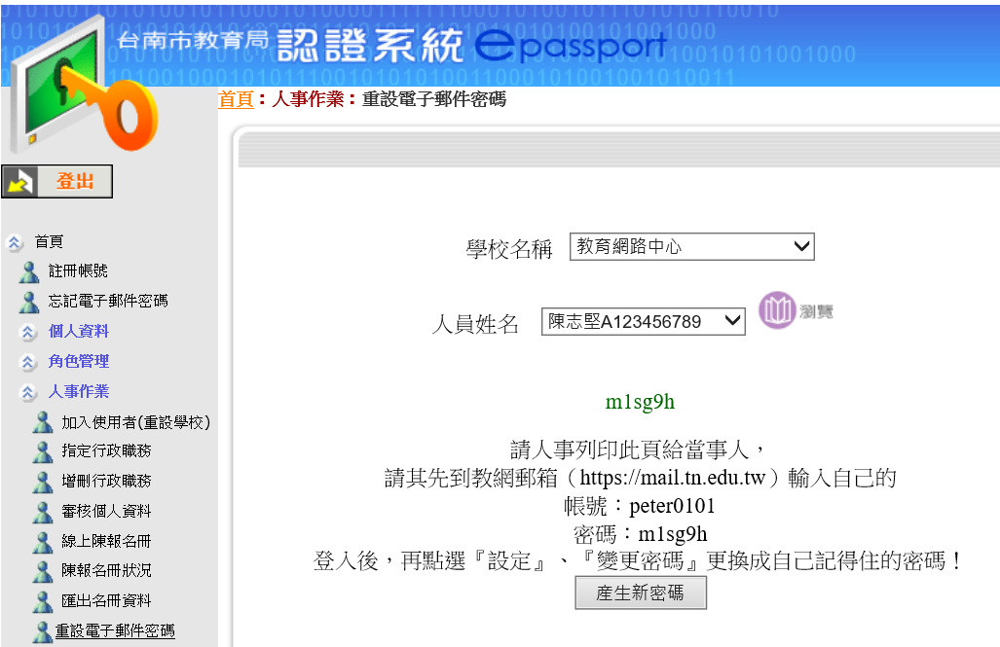 台南市教育局 認證系統 epassport
首頁：人事作業：重設電子郵件密碼
登出
首頁
註冊帳號
忘記電子郵件密碼
個人資料
角色管理
人事作業
加入使用者(重設學校)
指定行政職務
增刪行政職務
審核個人資料
線上陳報名冊
陳報名冊狀況
匯出名冊資料
重設電子郵件密碼
學校名稱 教育網路中心
人員姓名 陳志堅A123456789 瀏覽
m1sg9h
請人事列印此頁給當事人，
請其先到教網郵箱（https://mail.tn.edu.tw）輸入自己的
帳號：peter0101
密碼：m1sg9h
登入後，再點選『設定』、『變更密碼』更換成自己記得住的密碼！
產生新密碼